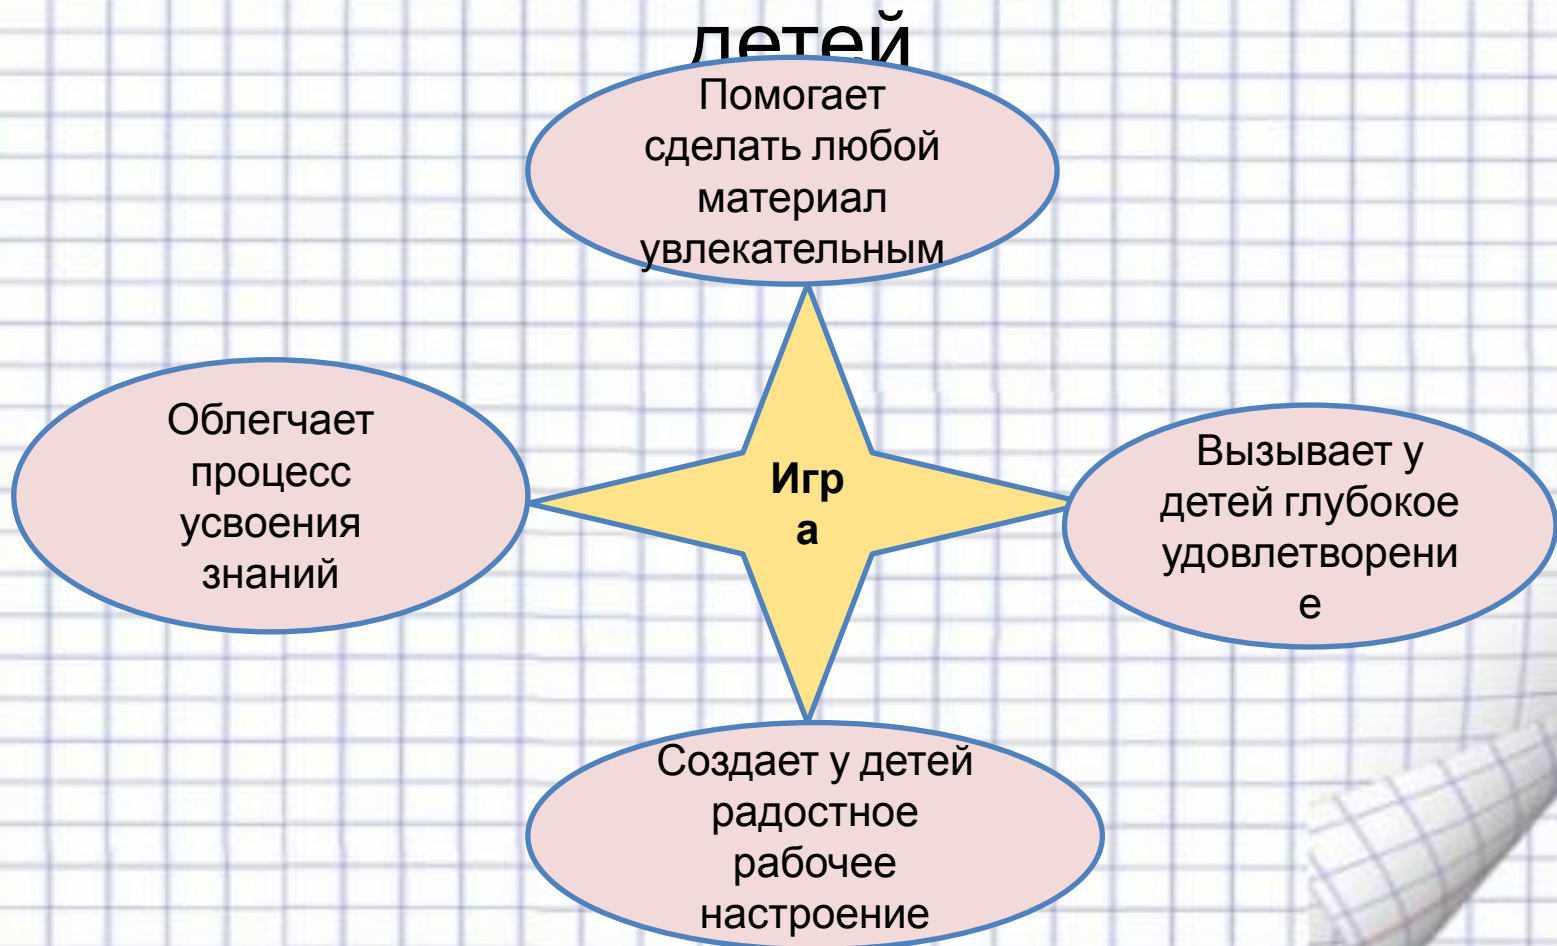 детей
Помогает
сделать любой
материал
увлекательным
Облегчает
процесс
усвоения
знаний
Игр
а
Вызывает у
детей глубокое
удовлетворени
е
Создает у детей
радостное
рабочее
настроение